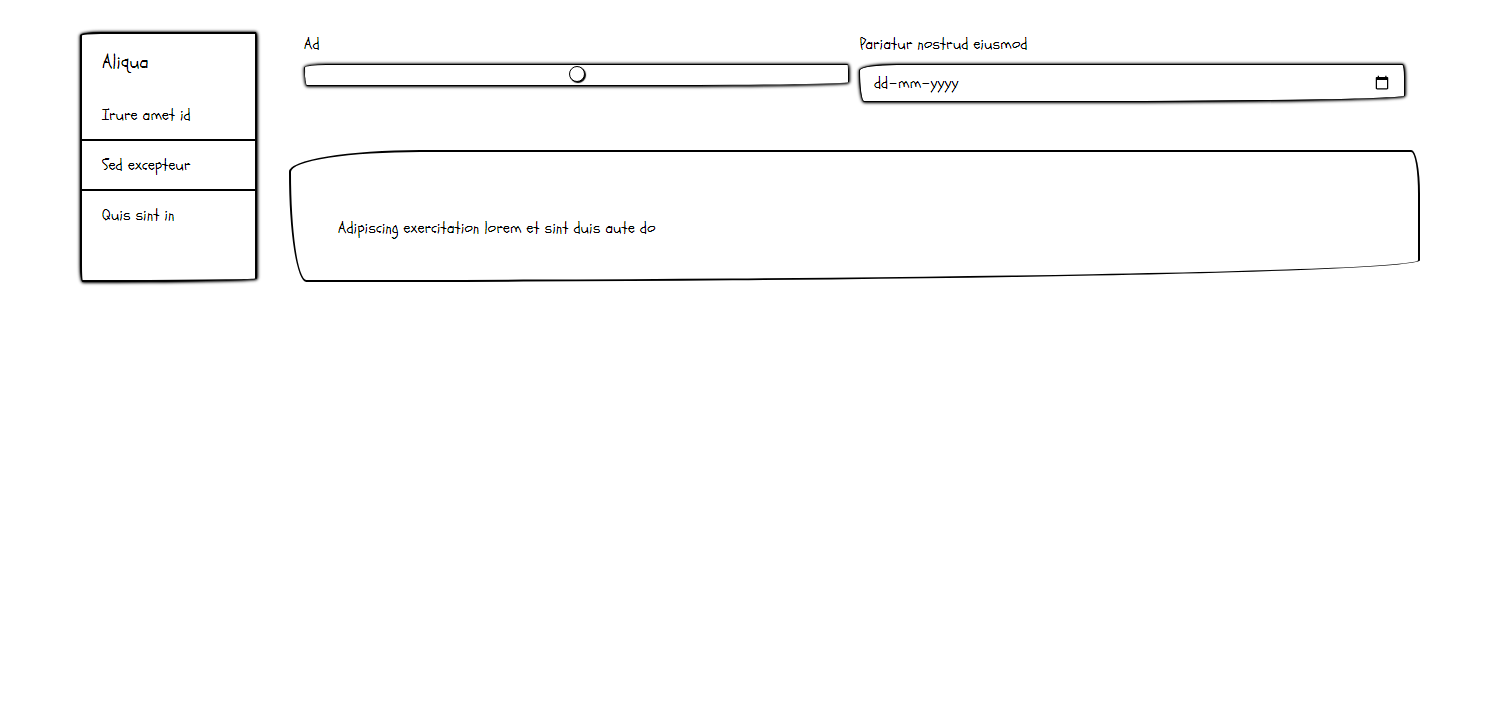 Aliqua
Irure amet id
Sed excepteur
Quis sint in
Ad
Pariatur nostrud eiusmod
dd-mm-yyyy
Adipiscing exercitation lorem et sint duis aute do